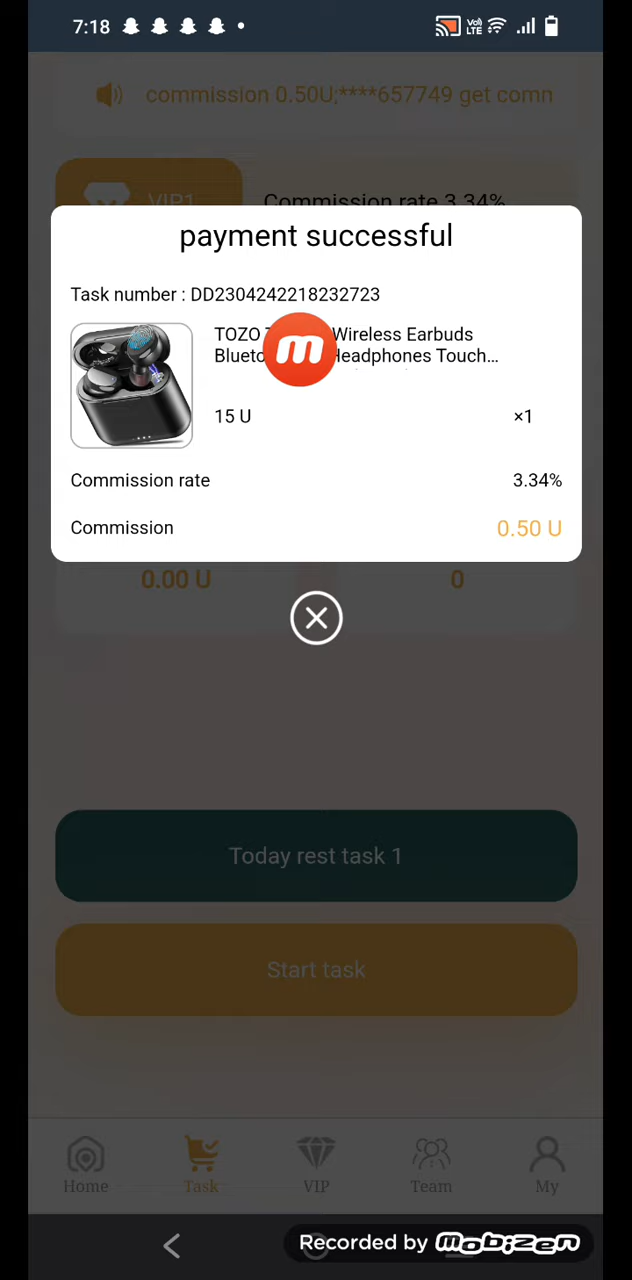 7:18
VoI) LTE
commission 0.50U;****657749 get comn
VIP1
Commission rate 3.34%
payment successful
Task number : DD2304242218232723
TOZO Wireless Earbuds
Headphones Touch...
15 U
×1
Commission rate
3.34%
Commission
0.50 U
0.00 U
0
Today rest task 1
Start task
Home
Task
VIP
Team
My
Recorded by mobizen